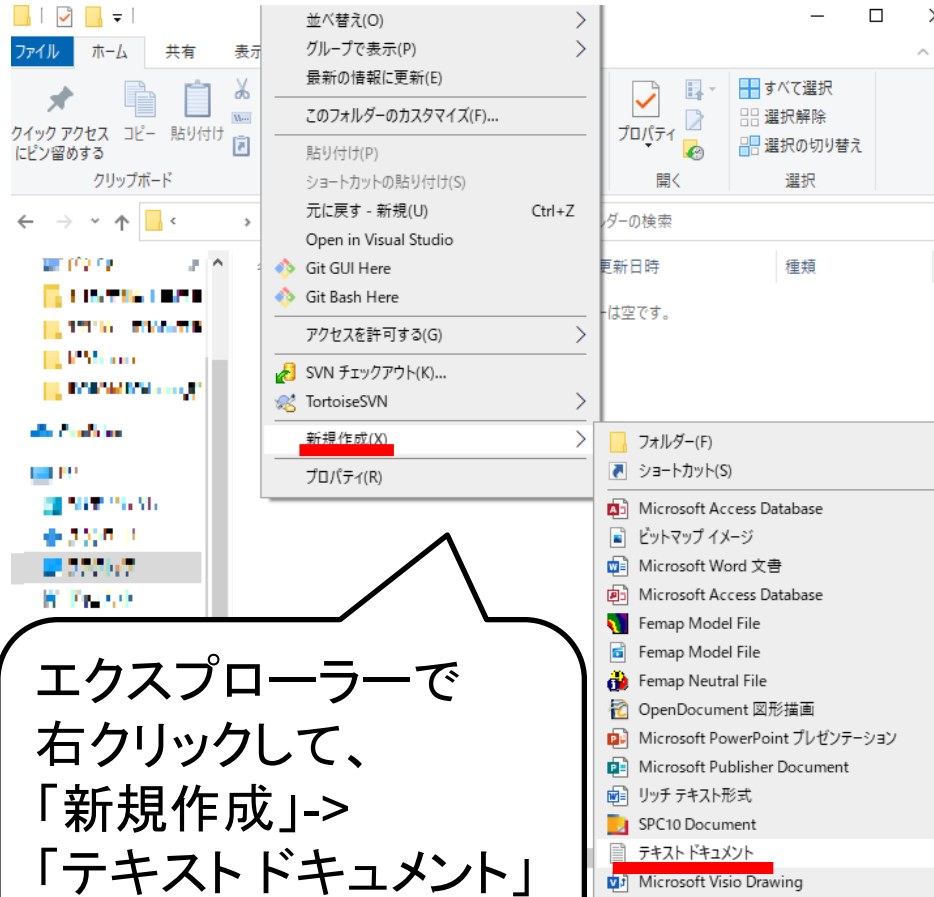 並べ替え(O)
グループで表示(P)
最新の情報に更新(E)
このフォルダーのカスタマイズ(F)...
貼り付け(P)
ショートカットの貼り付け(S)
元に戻す - 新規(U) Ctrl+Z
Open in Visual Studio
Git GUI Here
Git Bash Here
アクセスを許可する(G)
SVN チェックアウト(K)...
TortoiseSVN
新規作成(X)
プロパティ(R)
ファイル ホーム 共有 表示
クイック アクセス
にピン留めする
コピー 貼り付け
クリップボード
プロパティ
開く
すべて選択
選択解除
選択の切り替え
選択
ダーの検索
更新日時 種類
ーは空です。
フォルダー(F)
ショートカット(S)
Microsoft Access Database
ビットマップ イメージ
Microsoft Word 文書
Microsoft Access Database
Femap Model File
Femap Model File
Femap Neutral File
OpenDocument 図形描画
Microsoft PowerPoint プレゼンテーション
Microsoft Publisher Document
リッチ テキスト形式
SPC10 Document
テキスト ドキュメント
Microsoft Visio Drawing
エクスプローラーで
右クリックして、
「新規作成」->
「テキスト ドキュメント」